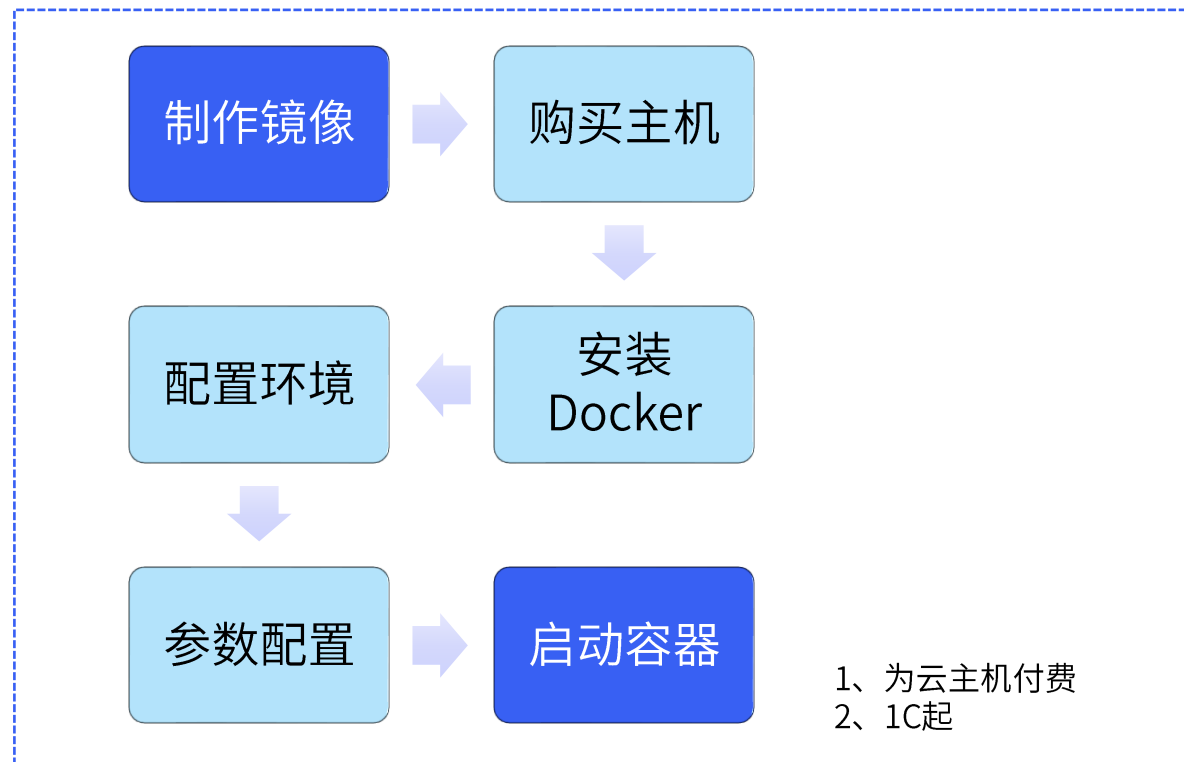 制作镜像
购买主机
安装
Docker
配置环境
参数配置
启动容器
1、为云主机付费
2、1C起